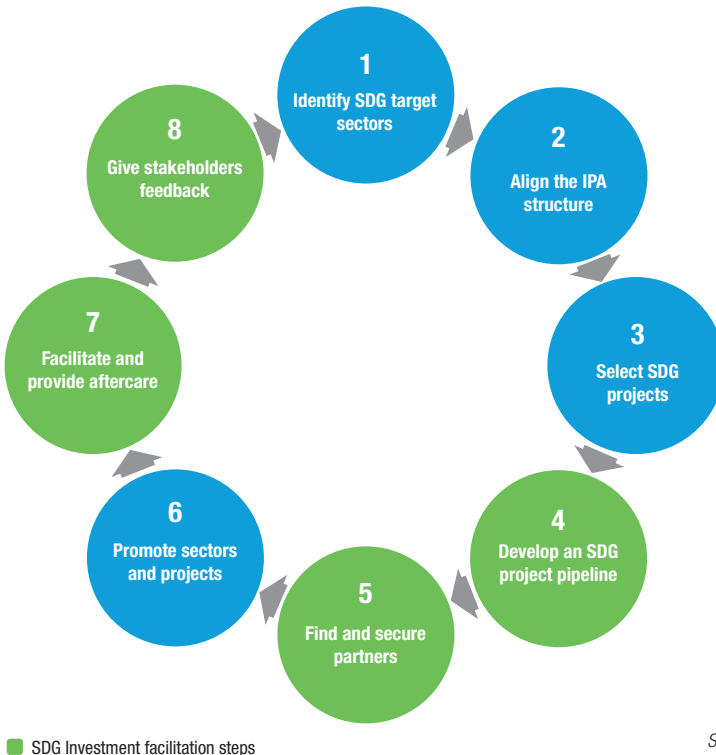 1
Identify SDG target
sectors
2
Align the IPA
structure
3
Select SDG
projects
4
Develop an SDG
project pipeline
5
Find and secure
partners
6
Promote sectors
and projects
7
Facilitate and
provide aftercare
8
Give stakeholders
feedback
SDG Investment facilitation steps